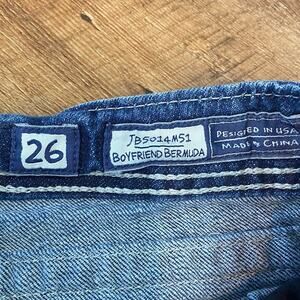 26
JB5014M51
BOYFRIEND BERMUDA
DESIGNED IN USA
MADE IN CHINA